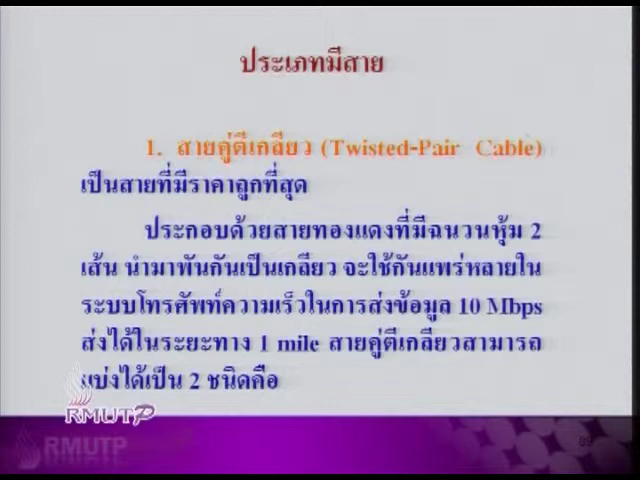 ประเภทมีสาย
1. สายคู่ตีเกลียว (Twisted-Pair Cable)
เป็นสายที่มีราคาถูกที่สุด
ประกอบด้วยสายทองแดงที่มีฉนวนหุ้ม 2
เส้น นำมาพันกันเป็นเกลียว จะใช้กันแพร่หลายใน
ระบบโทรศัพท์ความเร็วในการส่งข้อมูล 10 Mbps
ส่งได้ในระยะทาง 1 mile สายคู่ตีเกลียวสามารถ
แบ่งได้เป็น 2 ชนิดคือ
RMUTP
RMUTP